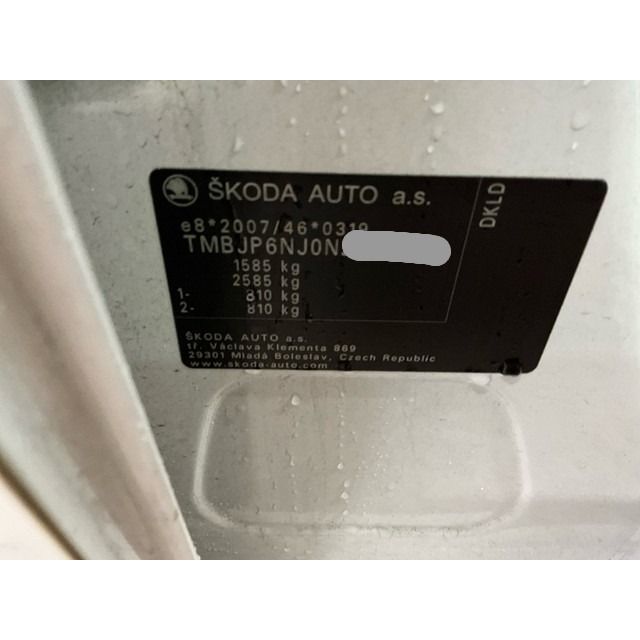 ŠKODA AUTO a.s.
DKLD
e8*2007/46*0319
TMBJP6NJ0N
1585 kg
2585 kg
1- 810 kg
2- 810 kg
ŠKODA AUTO a.s.
tř. Václava Klementa 869
29301 Mladá Boleslav, Czech Republic
www.skoda-auto.com